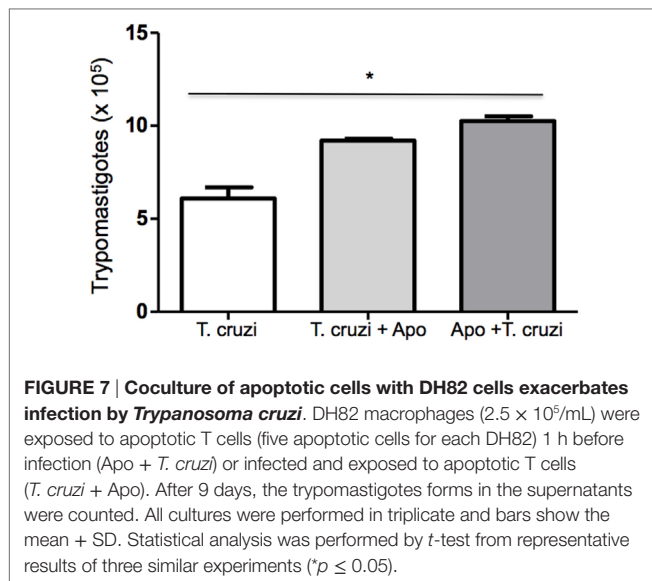 *
Trypomastigotes (x 10⁵)
15
10
5
0
T. cruzi T. cruzi + Apo Apo +T. cruzi
FIGURE 7 | Coculture of apoptotic cells with DH82 cells exacerbates
infection by Trypanosoma cruzi. DH82 macrophages (2.5 × 10⁵/mL) were
exposed to apoptotic T cells (five apoptotic cells for each DH82) 1 h before
infection (Apo + T. cruzi) or infected and exposed to apoptotic T cells
(T. cruzi + Apo). After 9 days, the trypomastigotes forms in the supernatants
were counted. All cultures were performed in triplicate and bars show the
mean + SD. Statistical analysis was performed by t-test from representative
results of three similar experiments (*p ≤ 0.05).